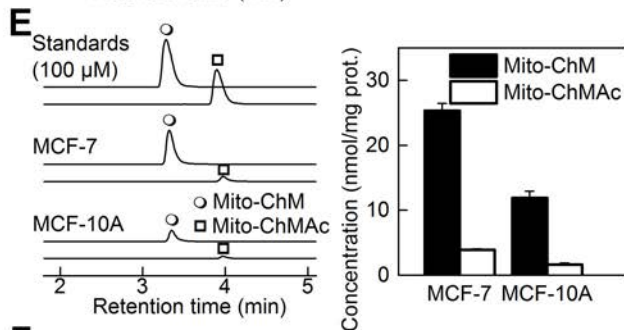 E
Standards
(100 µM)
MCF-7
Mito-ChM
Mito-ChMAc
MCF-10A
2 3 4 5
Retention time (min)
Concentration (nmol/mg prot.)
30
20
10
0
Mito-ChM
Mito-ChMAc
MCF-7 MCF-10A